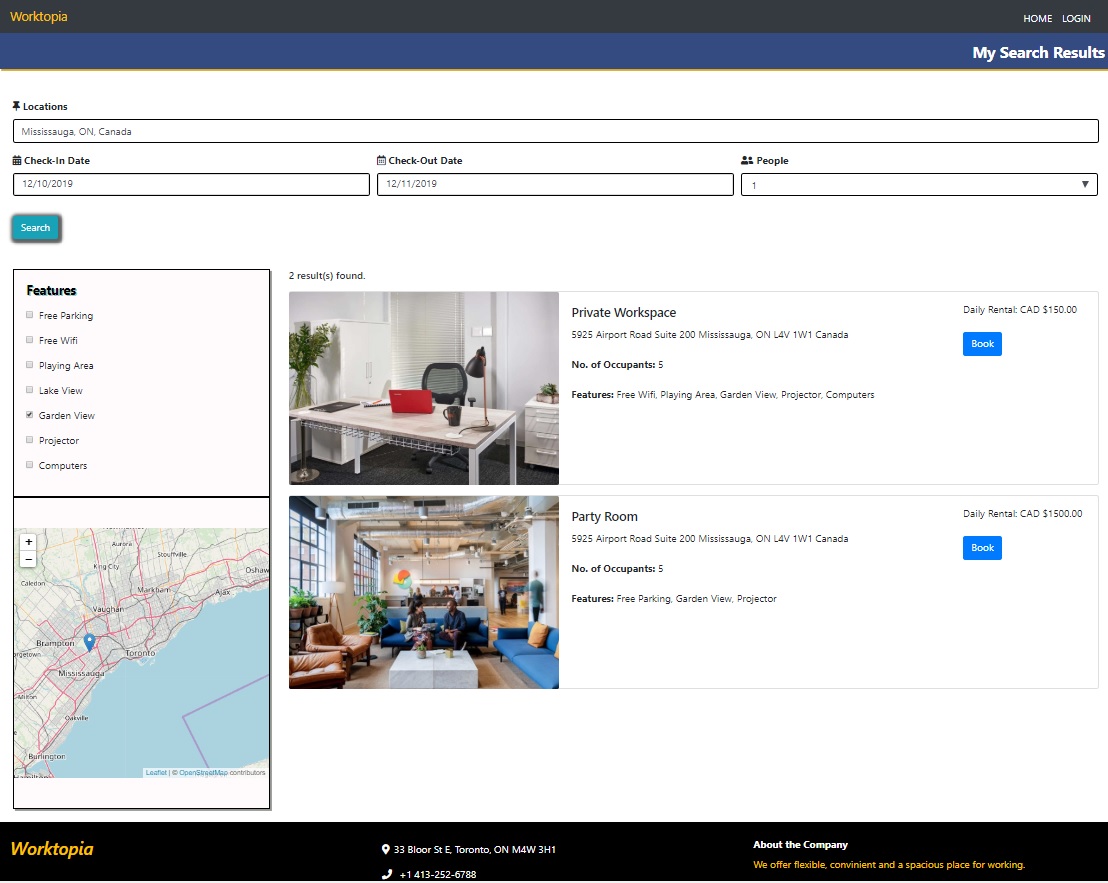 Worktopia
HOME LOGIN
My Search Results
Locations
Mississauga, ON, Canada
Check-In Date Check-Out Date People
12/10/2019 12/11/2019 1
Search
Features
Free Parking
Free Wifi
Playing Area
Lake View
Garden View
Projector
Computers
+
−
Aurora
Stouffville
King City
Oshaw
Caledon
Markham
Ajax
Vaughan
Brampton
Toronto
Mississauga
Milton
Oakville
Burlington
Leaflet | © OpenStreetMap contributors
2 result(s) found.
Private Workspace
Daily Rental: CAD $150.00
5925 Airport Road Suite 200 Mississauga, ON L4V 1W1 Canada
Book
No. of Occupants: 5
Features: Free Wifi, Playing Area, Garden View, Projector, Computers
Party Room
Daily Rental: CAD $1500.00
5925 Airport Road Suite 200 Mississauga, ON L4V 1W1 Canada
Book
No. of Occupants: 5
Features: Free Parking, Garden View, Projector
Worktopia
33 Bloor St E, Toronto, ON M4W 3H1
+1 413-252-6788
About the Company
We offer flexible, convinient and a spacious place for working.